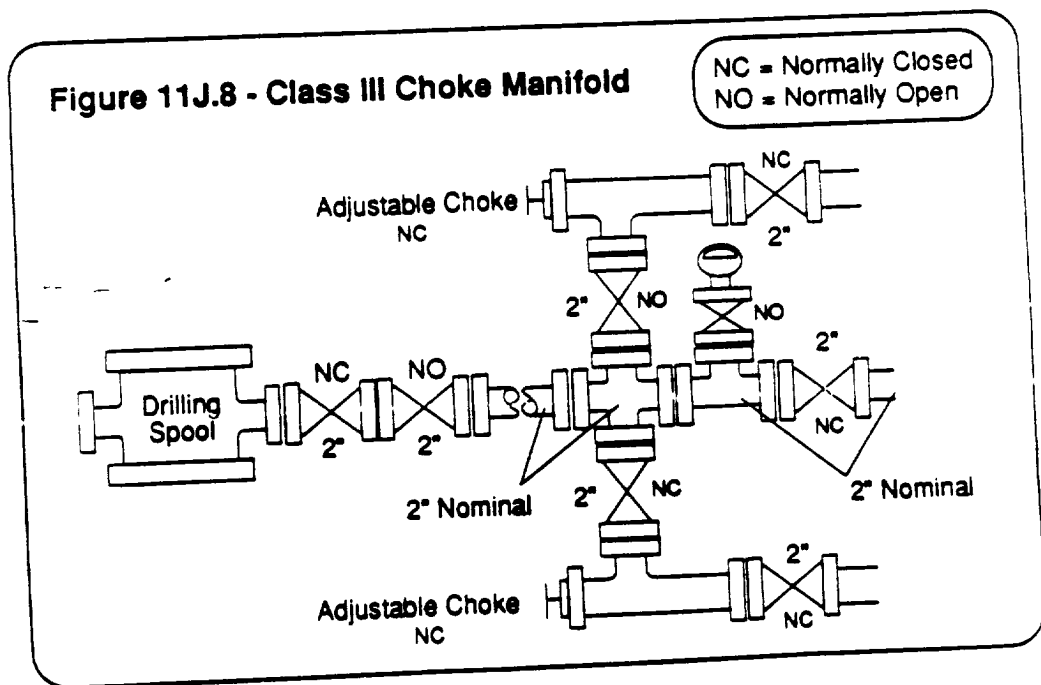 Figure 11J.8 - Class III Choke Manifold
NC = Normally Closed
NO = Normally Open
NC
Adjustable Choke
NC
2"
2" NO
NO
2"
NC NO
Drilling
Spool
2" 2"
NC
2" Nominal
2" NC
2" Nominal
2"
Adjustable Choke
NC
NC